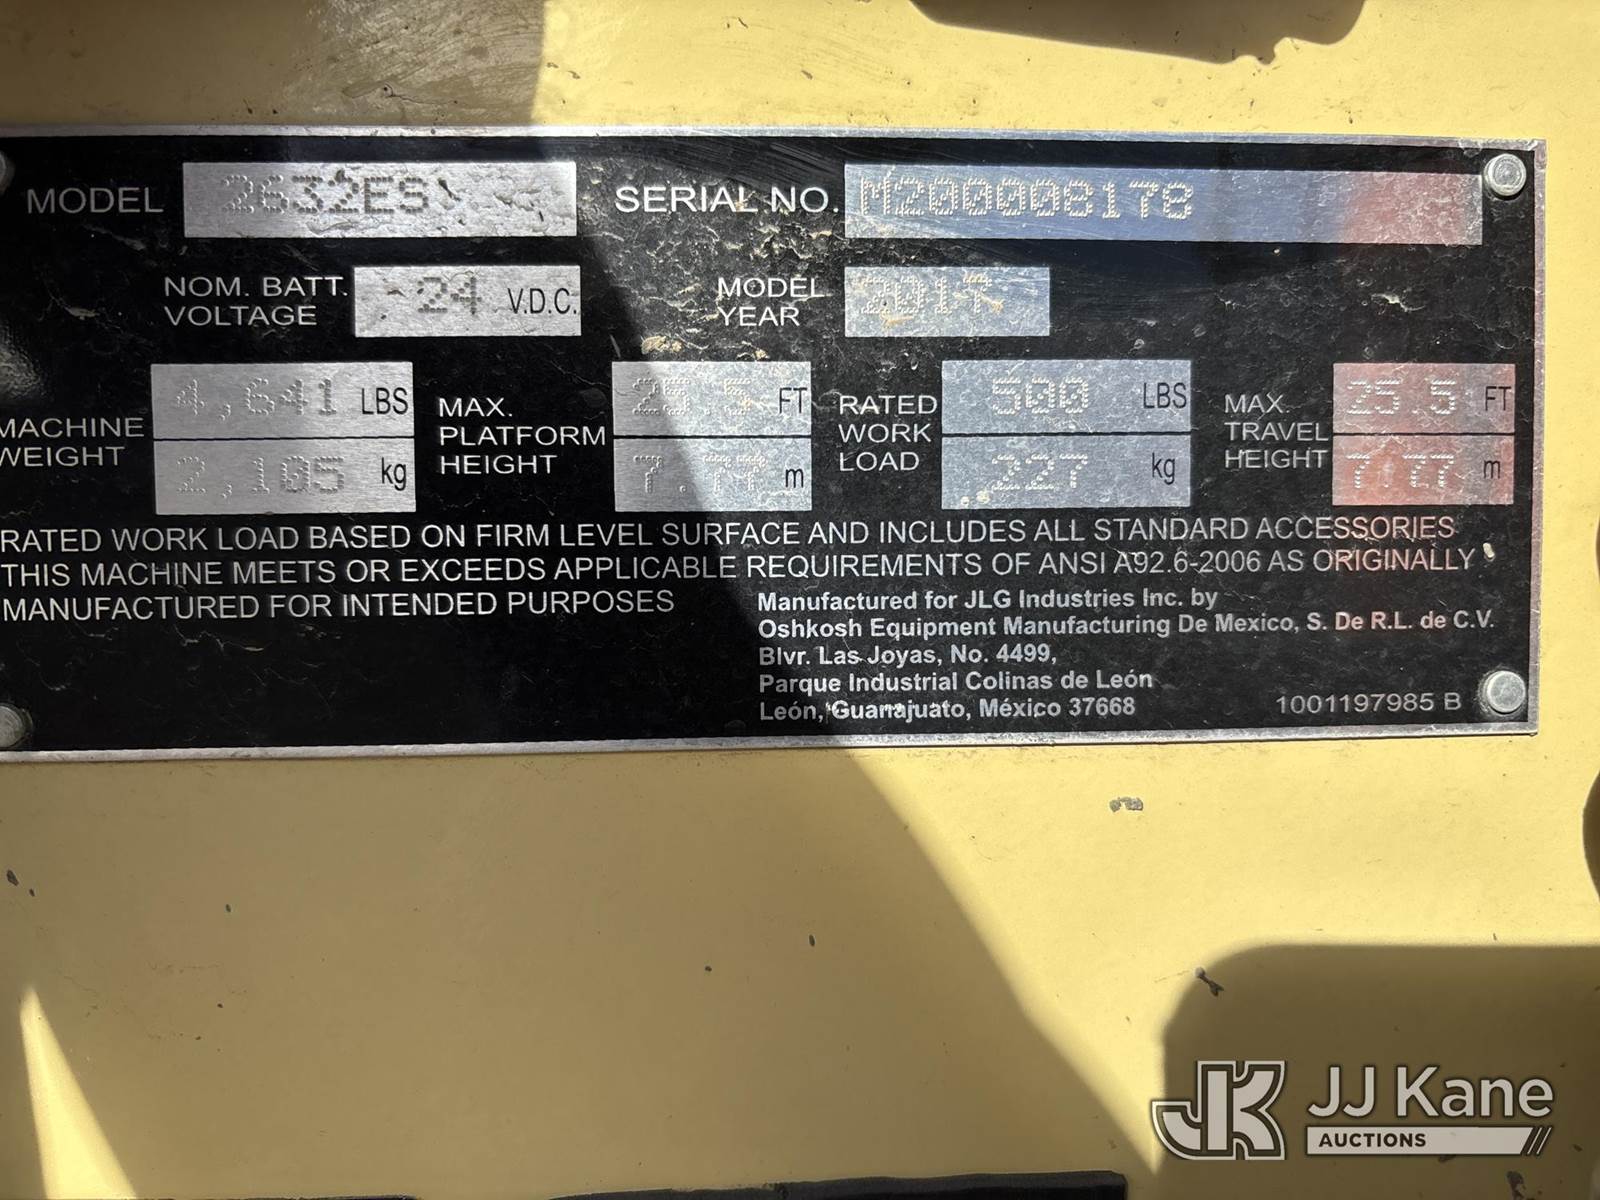 MODEL 2632ES SERIAL NO. M200008178
NOM. BATT. VOLTAGE 24 V.D.C. MODEL YEAR 2017
MACHINE WEIGHT 4,641 LBS 2,105 kg
MAX. PLATFORM HEIGHT 25.5 FT 7.77 m
RATED WORK LOAD 500 LBS 227 kg
MAX. TRAVEL HEIGHT 25.5 FT 7.77 m
RATED WORK LOAD BASED ON FIRM LEVEL SURFACE AND INCLUDES ALL STANDARD ACCESSORIES
THIS MACHINE MEETS OR EXCEEDS APPLICABLE REQUIREMENTS OF ANSI A92.6-2006 AS ORIGINALLY
MANUFACTURED FOR INTENDED PURPOSES
Manufactured for JLG Industries Inc. by
Oshkosh Equipment Manufacturing De Mexico, S. De R.L. de C.V.
Blvr. Las Joyas, No. 4499,
Parque Industrial Colinas de León
León, Guanajuato, México 37668
1001197985 B
JK JJ Kane
AUCTIONS